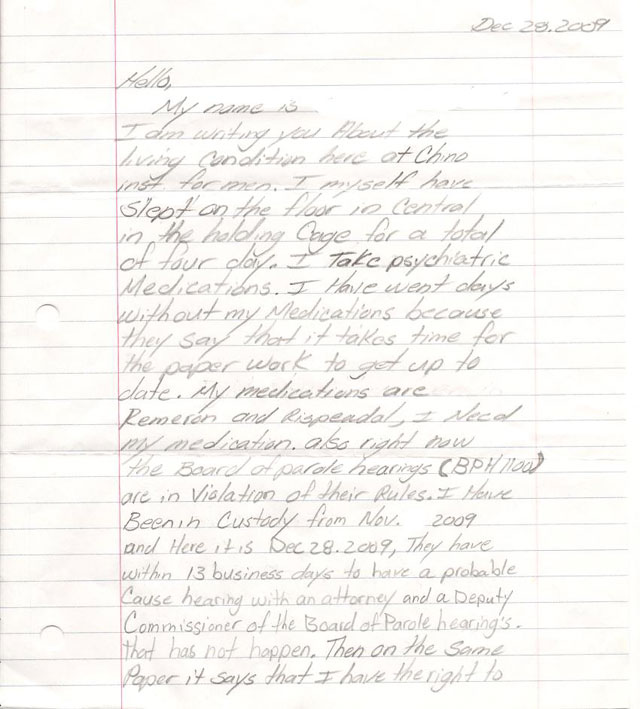 Dec 28.2009
Hello,
My name is
I am writing you About the
living Condition here at Chino
inst. for men. I myself have
slept on the floor in Central
in the holding Cage for a total
of four day. I Take psychiatric
Medications. I Have went days
without my Medications because
they say that it takes time for
the paper work to get up to
date. My medications are
Remeron and Rispeadal, I Need
my medication. also right now
the Board of parole hearings (BPH 1100)
are in Violation of their Rules. I Have
Been in Custody from Nov. 2009
and Here it is Dec 28.2009, They have
within 13 business days to have a probable
Cause hearing with an attorney and a Deputy
Commissioner of the Board of Parole hearing's.
that has not happen. Then on the Same
Paper it says that I have the right to